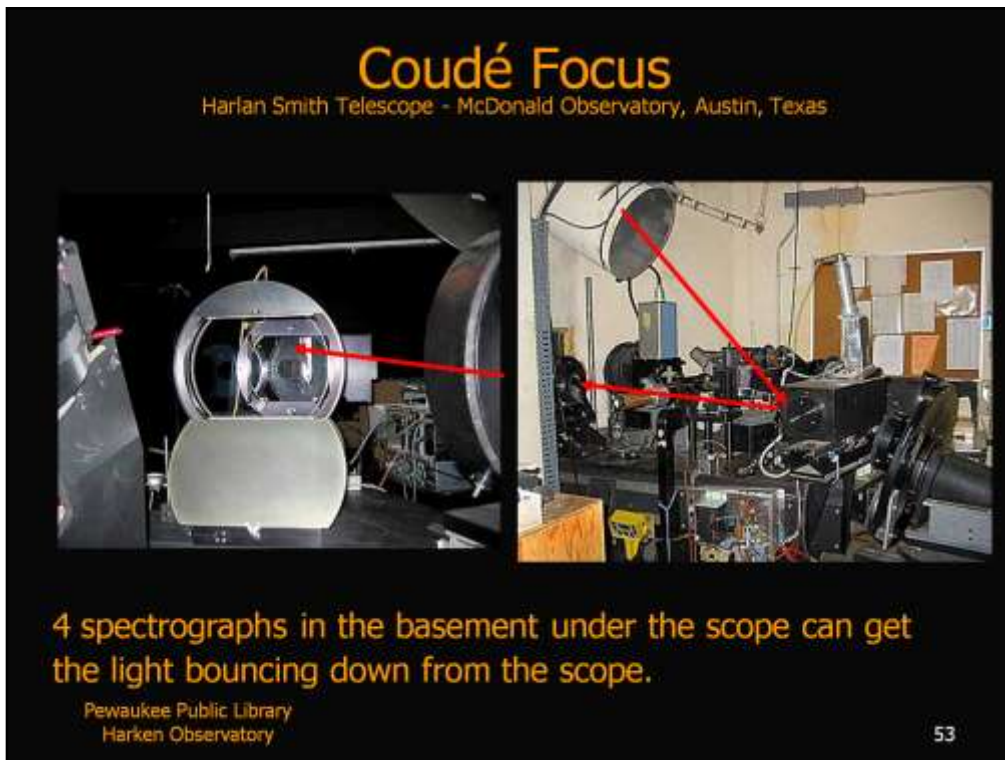 Coudé Focus
Harlan Smith Telescope - McDonald Observatory, Austin, Texas
4 spectrographs in the basement under the scope can get
the light bouncing down from the scope.
Pewaukee Public Library
Harken Observatory
53